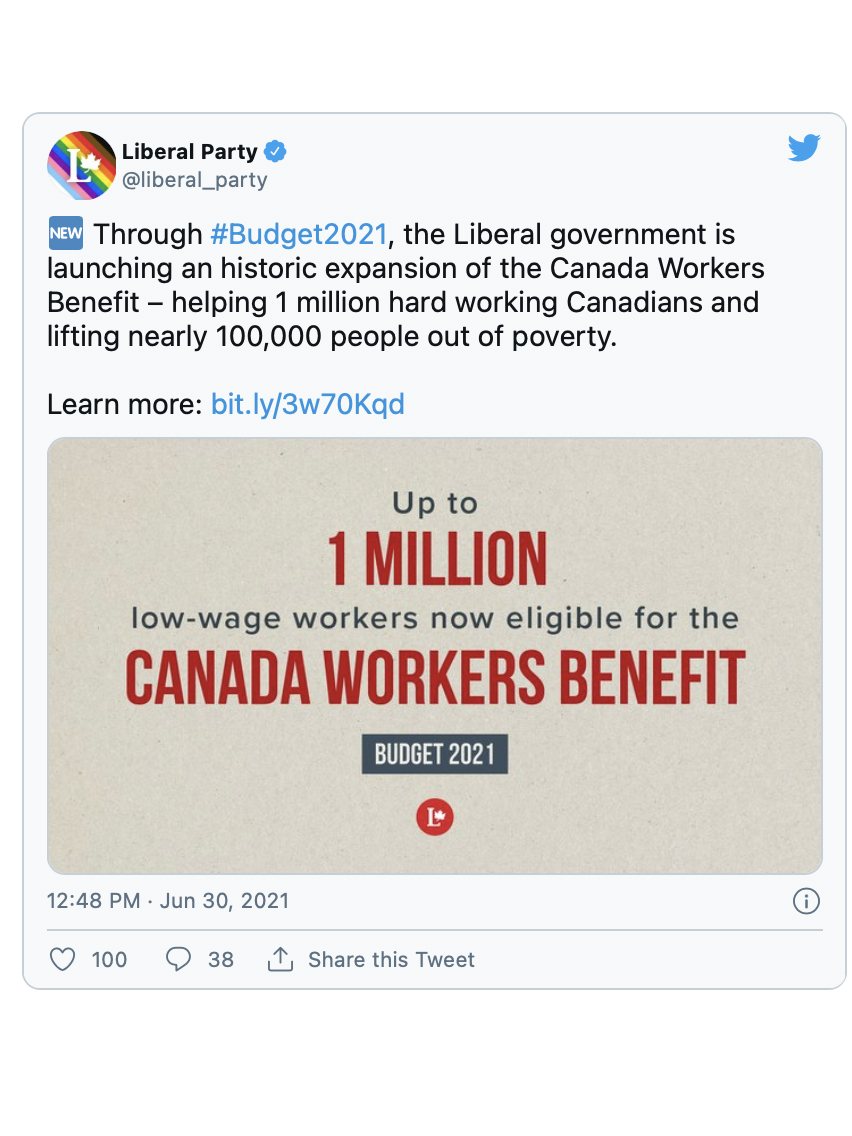 Liberal Party
@liberal_party
NEW Through #Budget2021, the Liberal government is
launching an historic expansion of the Canada Workers
Benefit – helping 1 million hard working Canadians and
lifting nearly 100,000 people out of poverty.
Learn more: bit.ly/3w70Kqd
Up to
1 MILLION
low-wage workers now eligible for the
CANADA WORKERS BENEFIT
BUDGET 2021
L
12:48 PM · Jun 30, 2021
100 38 Share this Tweet